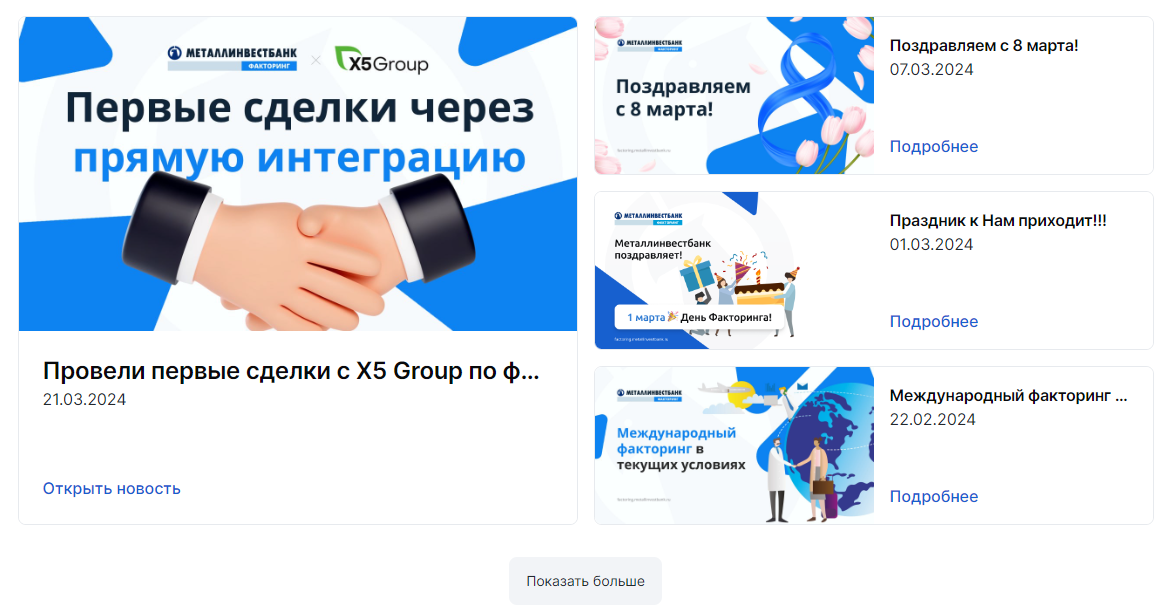 МЕТАЛЛИНВЕСТБАНК
ФАКТОРИНГ
X5Group
Первые сделки через
прямую интеграцию
Провели первые сделки с X5 Group по ф...
21.03.2024
Открыть новость
МЕТАЛЛИНВЕСТБАНК
ФАКТОРИНГ
Поздравляем
с 8 марта!
Поздравляем с 8 марта!
07.03.2024
Подробнее
МЕТАЛЛИНВЕСТБАНК
ФАКТОРИНГ
Металлинвестбанк
поздравляет!
1 марта День Факторинга!
Праздник к Нам приходит!!!
01.03.2024
Подробнее
МЕТАЛЛИНВЕСТБАНК
ФАКТОРИНГ
Международный
факторинг в
текущих условиях
Международный факторинг ...
22.02.2024
Подробнее
Показать больше